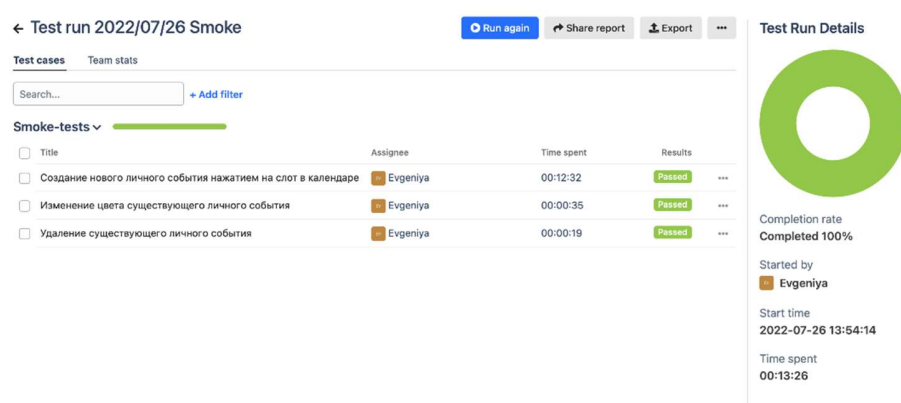 Test run 2022/07/26 Smoke
Run again
Share report
Export
Test cases
Team stats
Search...
+ Add filter
Smoke-tests
Title Assignee Time spent Results
Создание нового личного события нажатием на слот в календаре Evgeniya 00:12:32 Passed
Изменение цвета существующего личного события Evgeniya 00:00:35 Passed
Удаление существующего личного события Evgeniya 00:00:19 Passed
Test Run Details
Completion rate
Completed 100%
Started by
Evgeniya
Start time
2022-07-26 13:54:14
Time spent
00:13:26